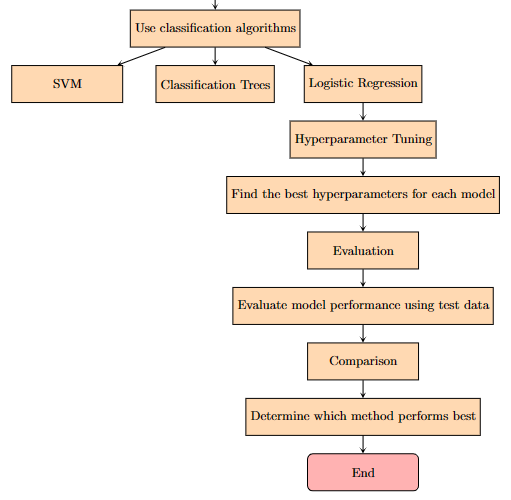 Use classification algorithms
SVM
Classification Trees
Logistic Regression
Hyperparameter Tuning
Find the best hyperparameters for each model
Evaluation
Evaluate model performance using test data
Comparison
Determine which method performs best
End